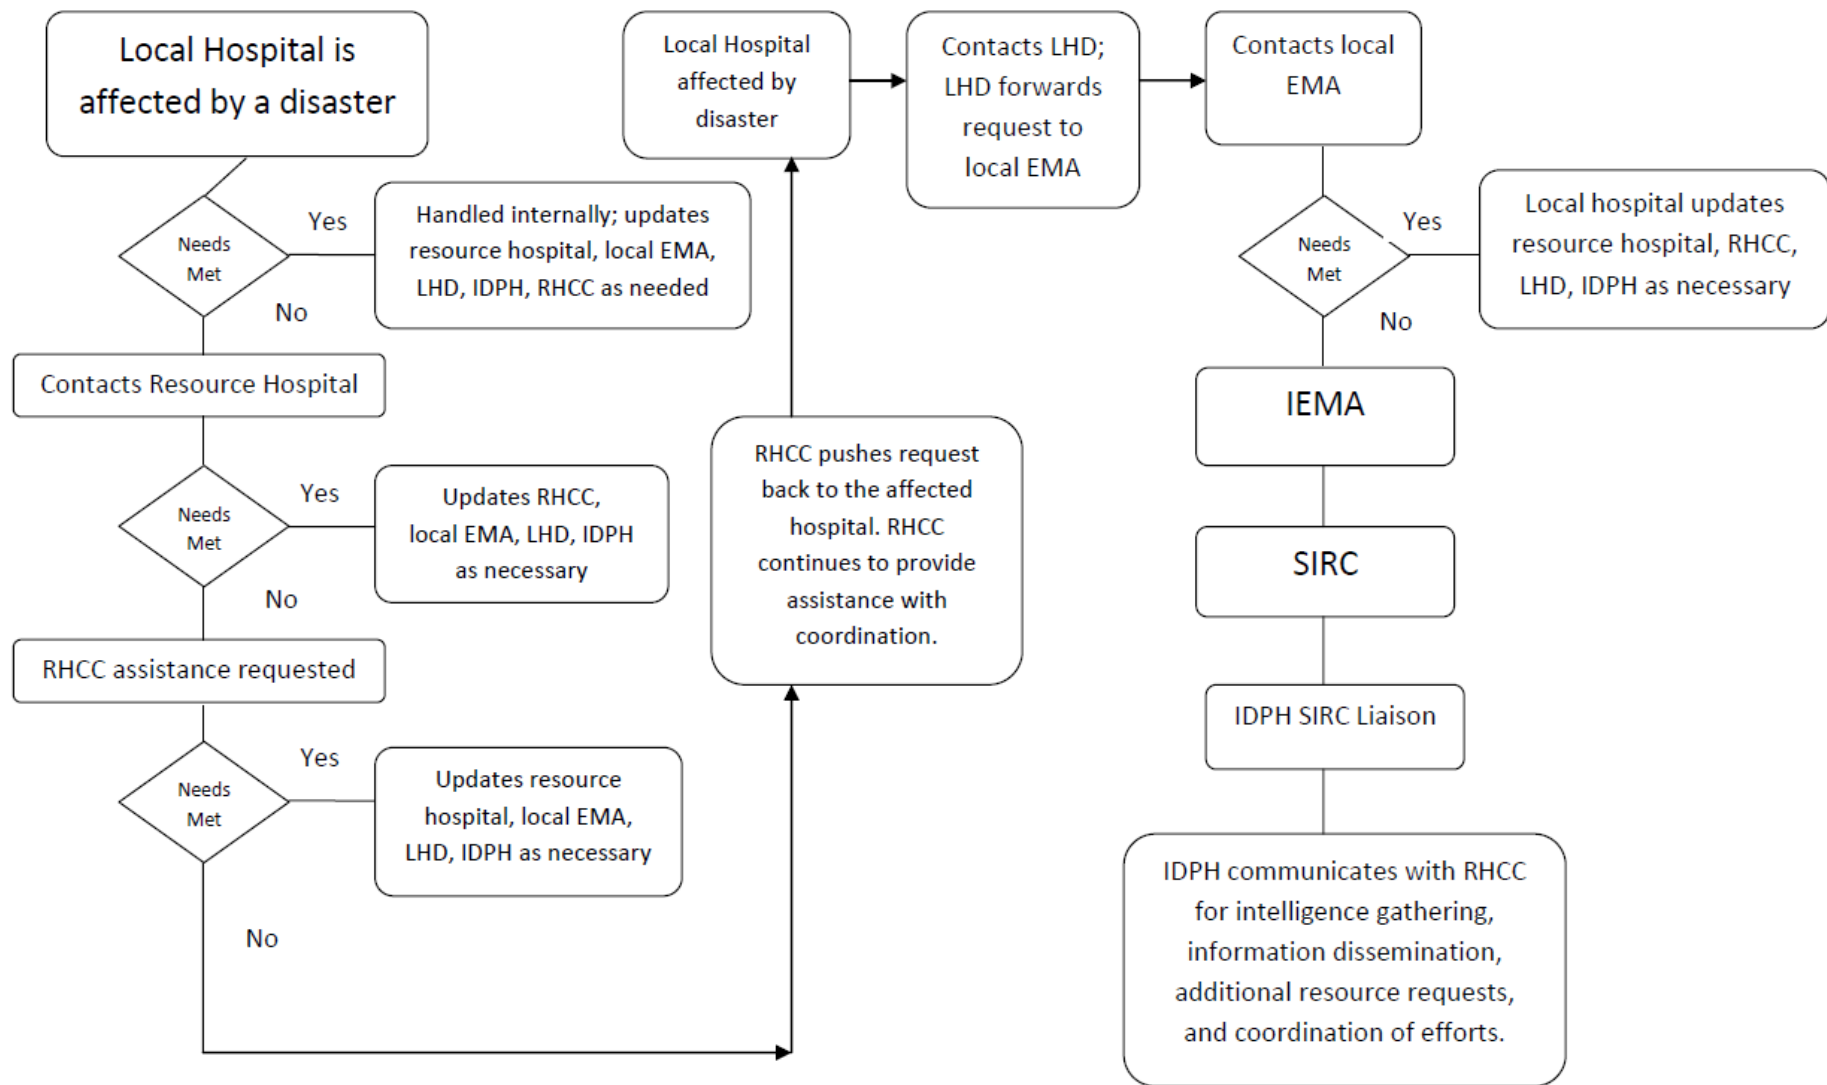 Local Hospital is
affected by a disaster
Needs
Met
Yes
Handled internally; updates
resource hospital, local EMA,
LHD, IDPH, RHCC as needed
No
Contacts Resource Hospital
Needs
Met
Yes
Updates RHCC,
local EMA, LHD, IDPH
as necessary
No
RHCC assistance requested
Needs
Met
Yes
Updates resource
hospital, local EMA,
LHD, IDPH as necessary
No
RHCC pushes request
back to the affected
hospital. RHCC
continues to provide
assistance with
coordination.
Local Hospital
affected by
disaster
Contacts LHD;
LHD forwards
request to
local EMA
Contacts local
EMA
Needs
Met
Yes
Local hospital updates
resource hospital, RHCC,
LHD, IDPH as necessary
No
IEMA
SIRC
IDPH SIRC Liaison
IDPH communicates with RHCC
for intelligence gathering,
information dissemination,
additional resource requests,
and coordination of efforts.